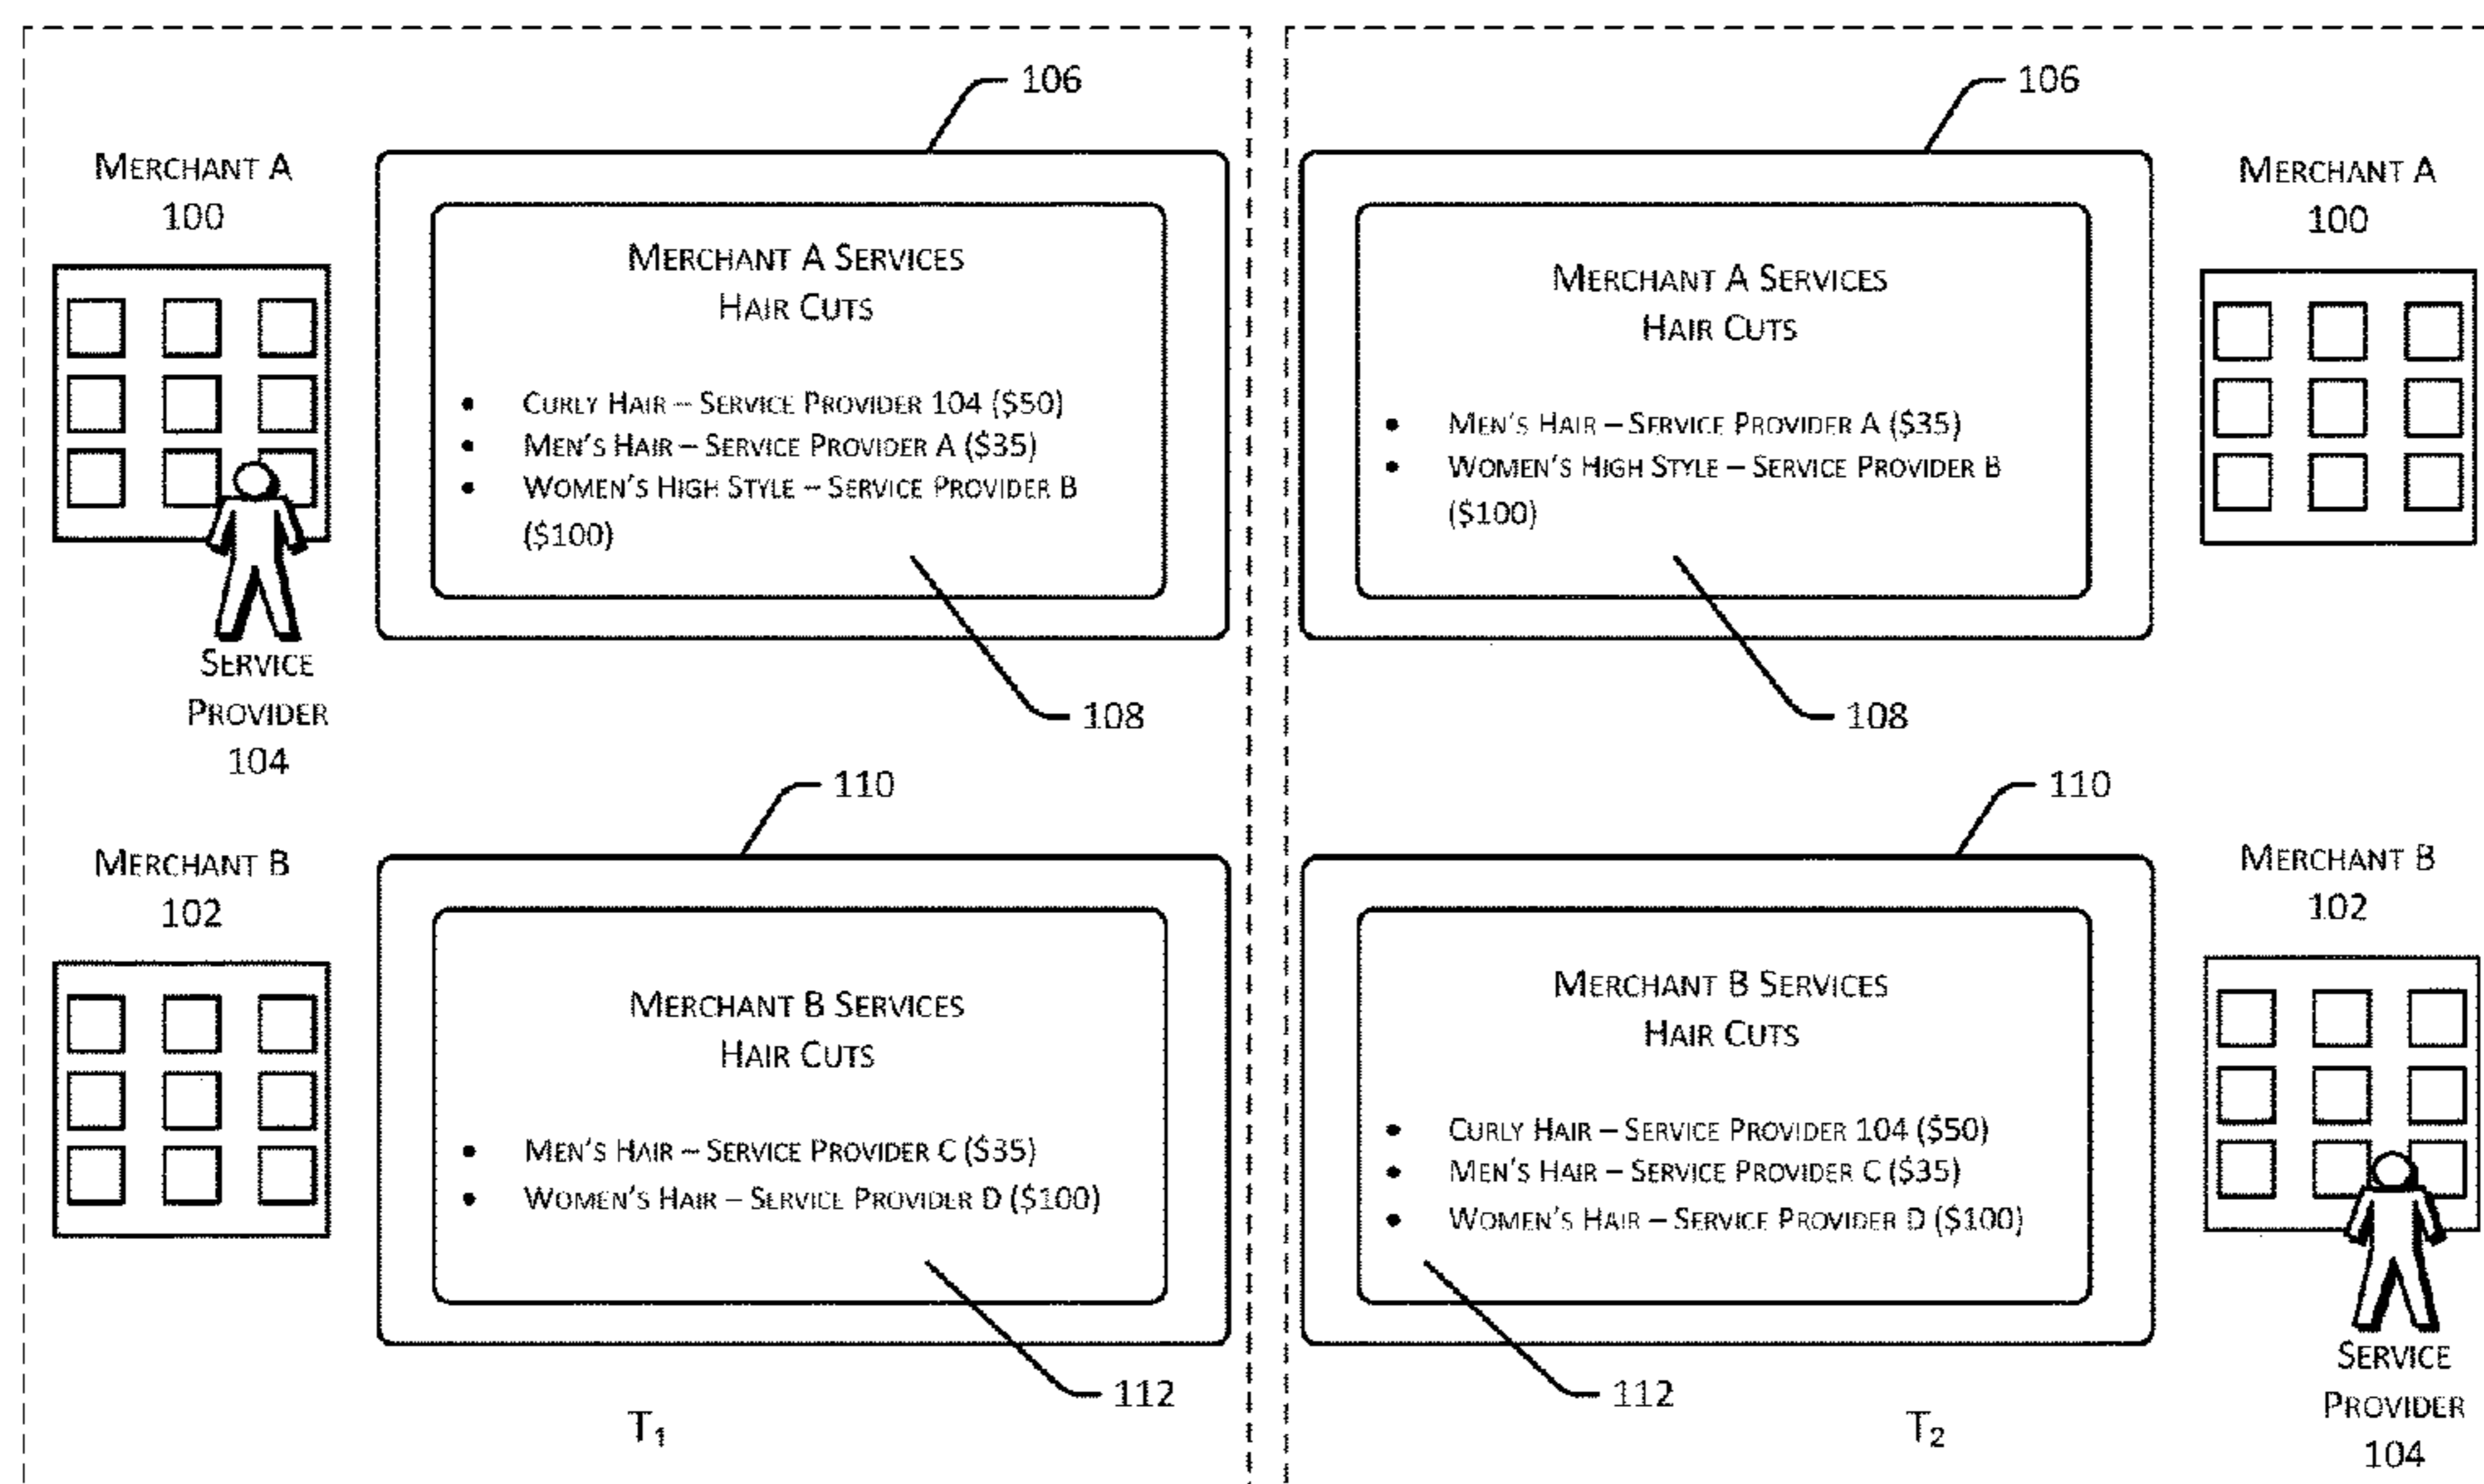 106
MERCHANT A
100
MERCHANT A SERVICES
HAIR CUTS
• CURLY HAIR – SERVICE PROVIDER 104 ($50)
• MEN'S HAIR – SERVICE PROVIDER A ($35)
• WOMEN'S HIGH STYLE – SERVICE PROVIDER B
($100)
SERVICE
PROVIDER
104
108
110
MERCHANT B
102
MERCHANT B SERVICES
HAIR CUTS
• MEN'S HAIR – SERVICE PROVIDER C ($35)
• WOMEN'S HAIR – SERVICE PROVIDER D ($100)
112
T₁
106
MERCHANT A
100
MERCHANT A SERVICES
HAIR CUTS
• MEN'S HAIR – SERVICE PROVIDER A ($35)
• WOMEN'S HIGH STYLE – SERVICE PROVIDER B
($100)
108
110
MERCHANT B
102
MERCHANT B SERVICES
HAIR CUTS
• CURLY HAIR – SERVICE PROVIDER 104 ($50)
• MEN'S HAIR – SERVICE PROVIDER C ($35)
• WOMEN'S HAIR – SERVICE PROVIDER D ($100)
112
SERVICE
PROVIDER
104
T₂